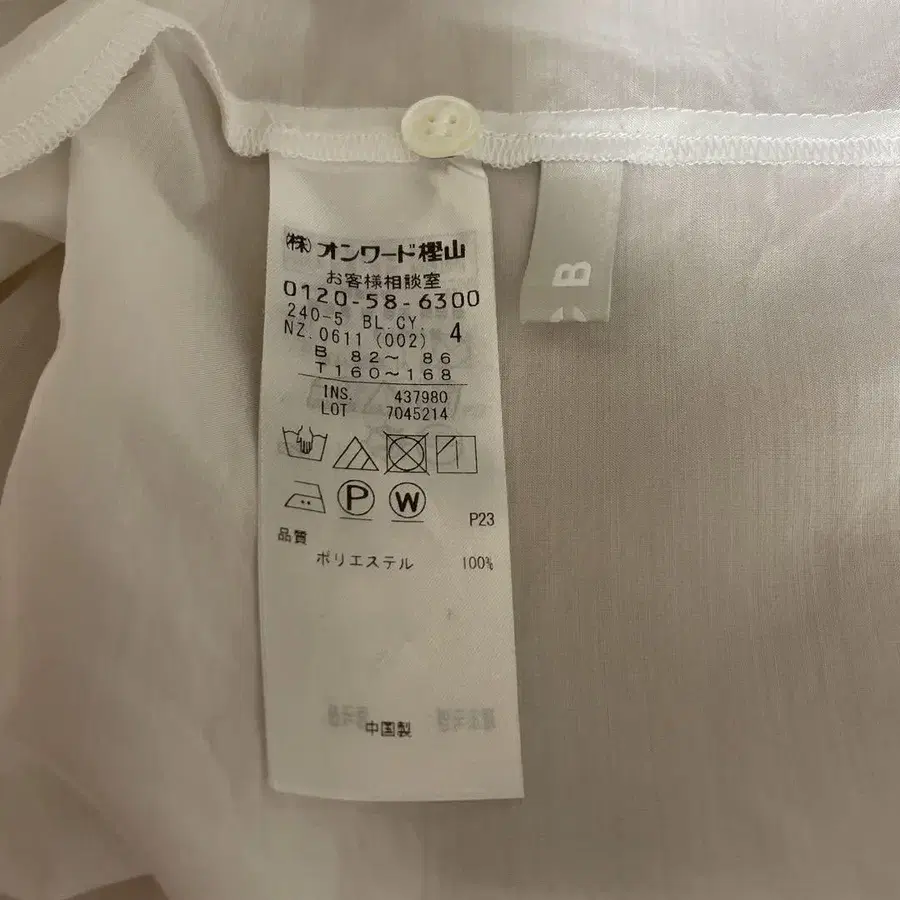 (株)オンワード樫山
お客様相談室
0120-58-6300
240-5 BL.CY.
NZ.0611 (002) 4
B 82～ 86
T 160～168
INS. 437980
LOT 7045214
P
W
P23
品質
ポリエステル 100%
中国製
B